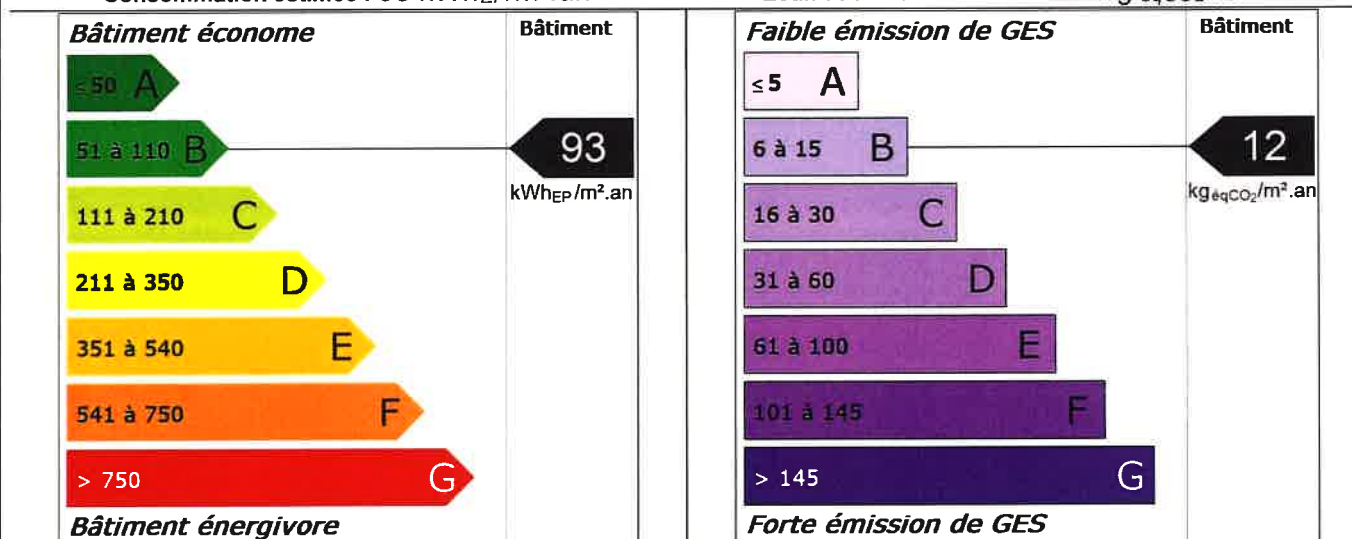 Bâtiment économe
Bâtiment
≤ 50 A
51 à 110 B
93
kWhEP/m².an
111 à 210 C
211 à 350 D
351 à 540 E
541 à 750 F
> 750 G
Bâtiment énergivore
Faible émission de GES
Bâtiment
≤ 5 A
6 à 15 B
12
kgéqCO₂/m².an
16 à 30 C
31 à 60 D
61 à 100 E
101 à 145 F
> 145 G
Forte émission de GES